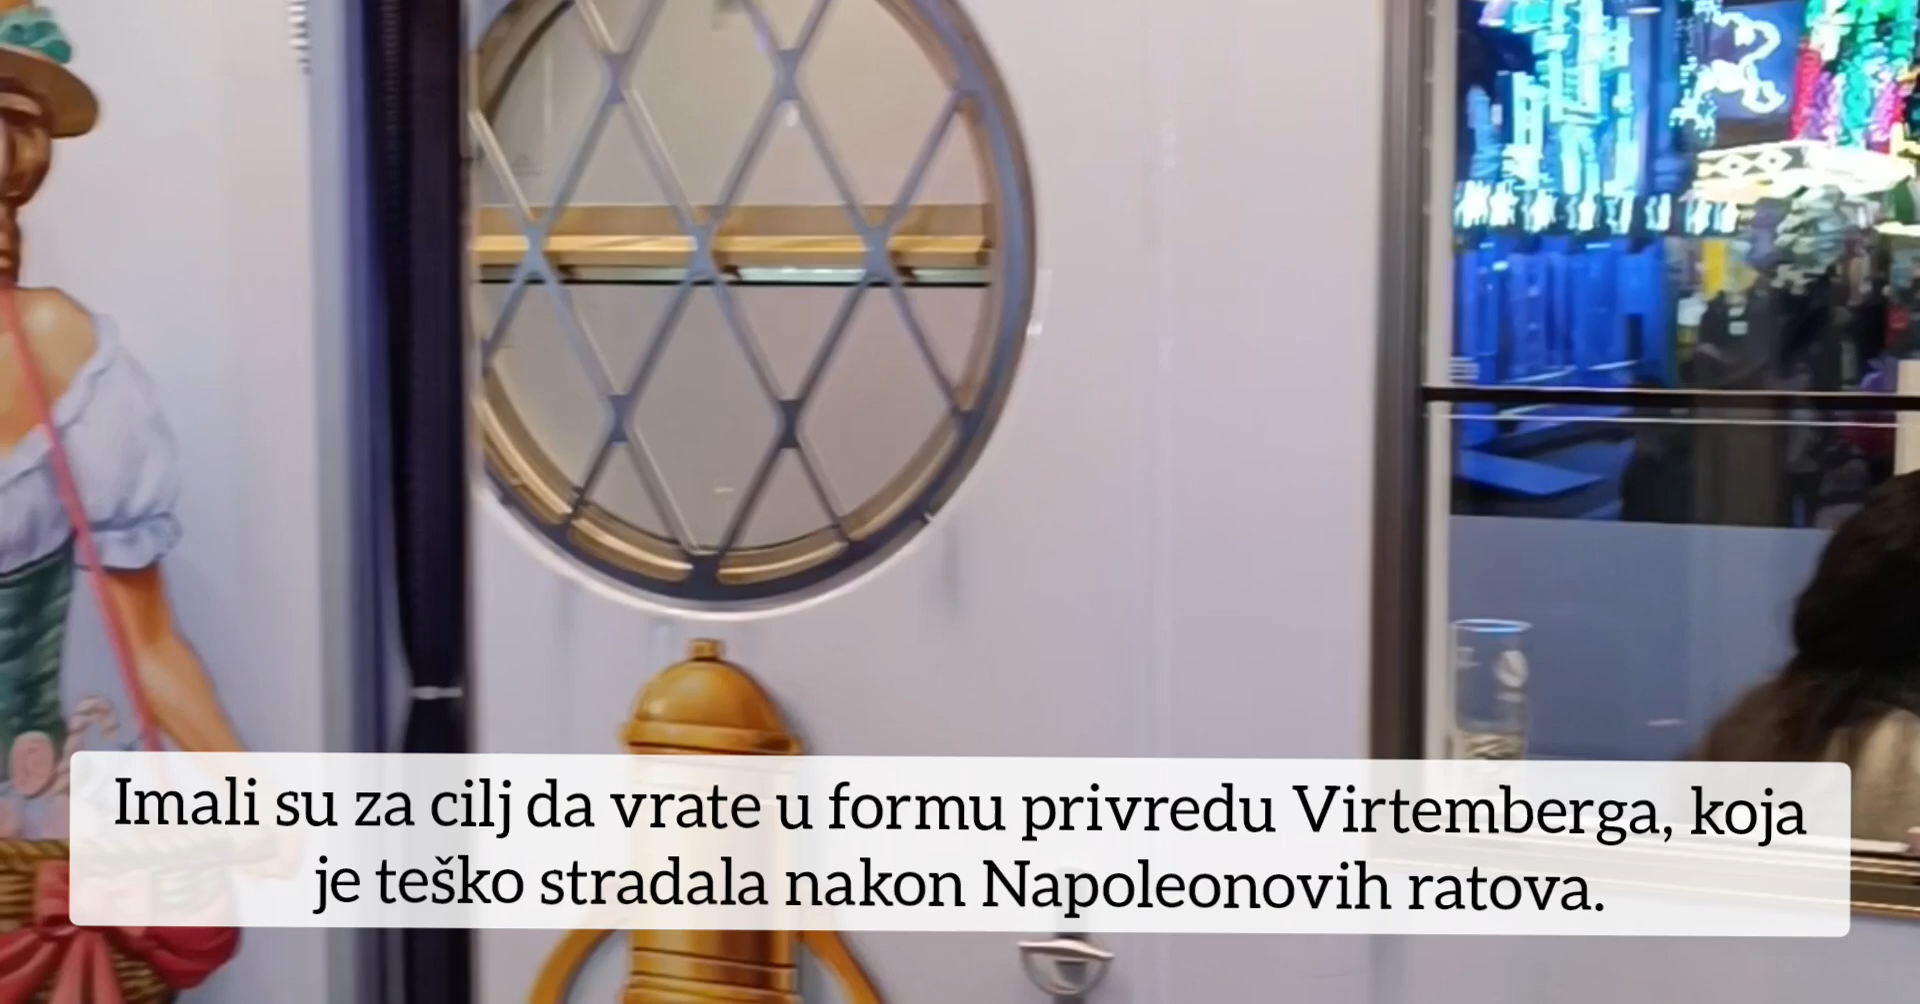 Imali su za cilj da vrate u formu privredu Virtemberga, koja
je teško stradala nakon Napoleonovih ratova.